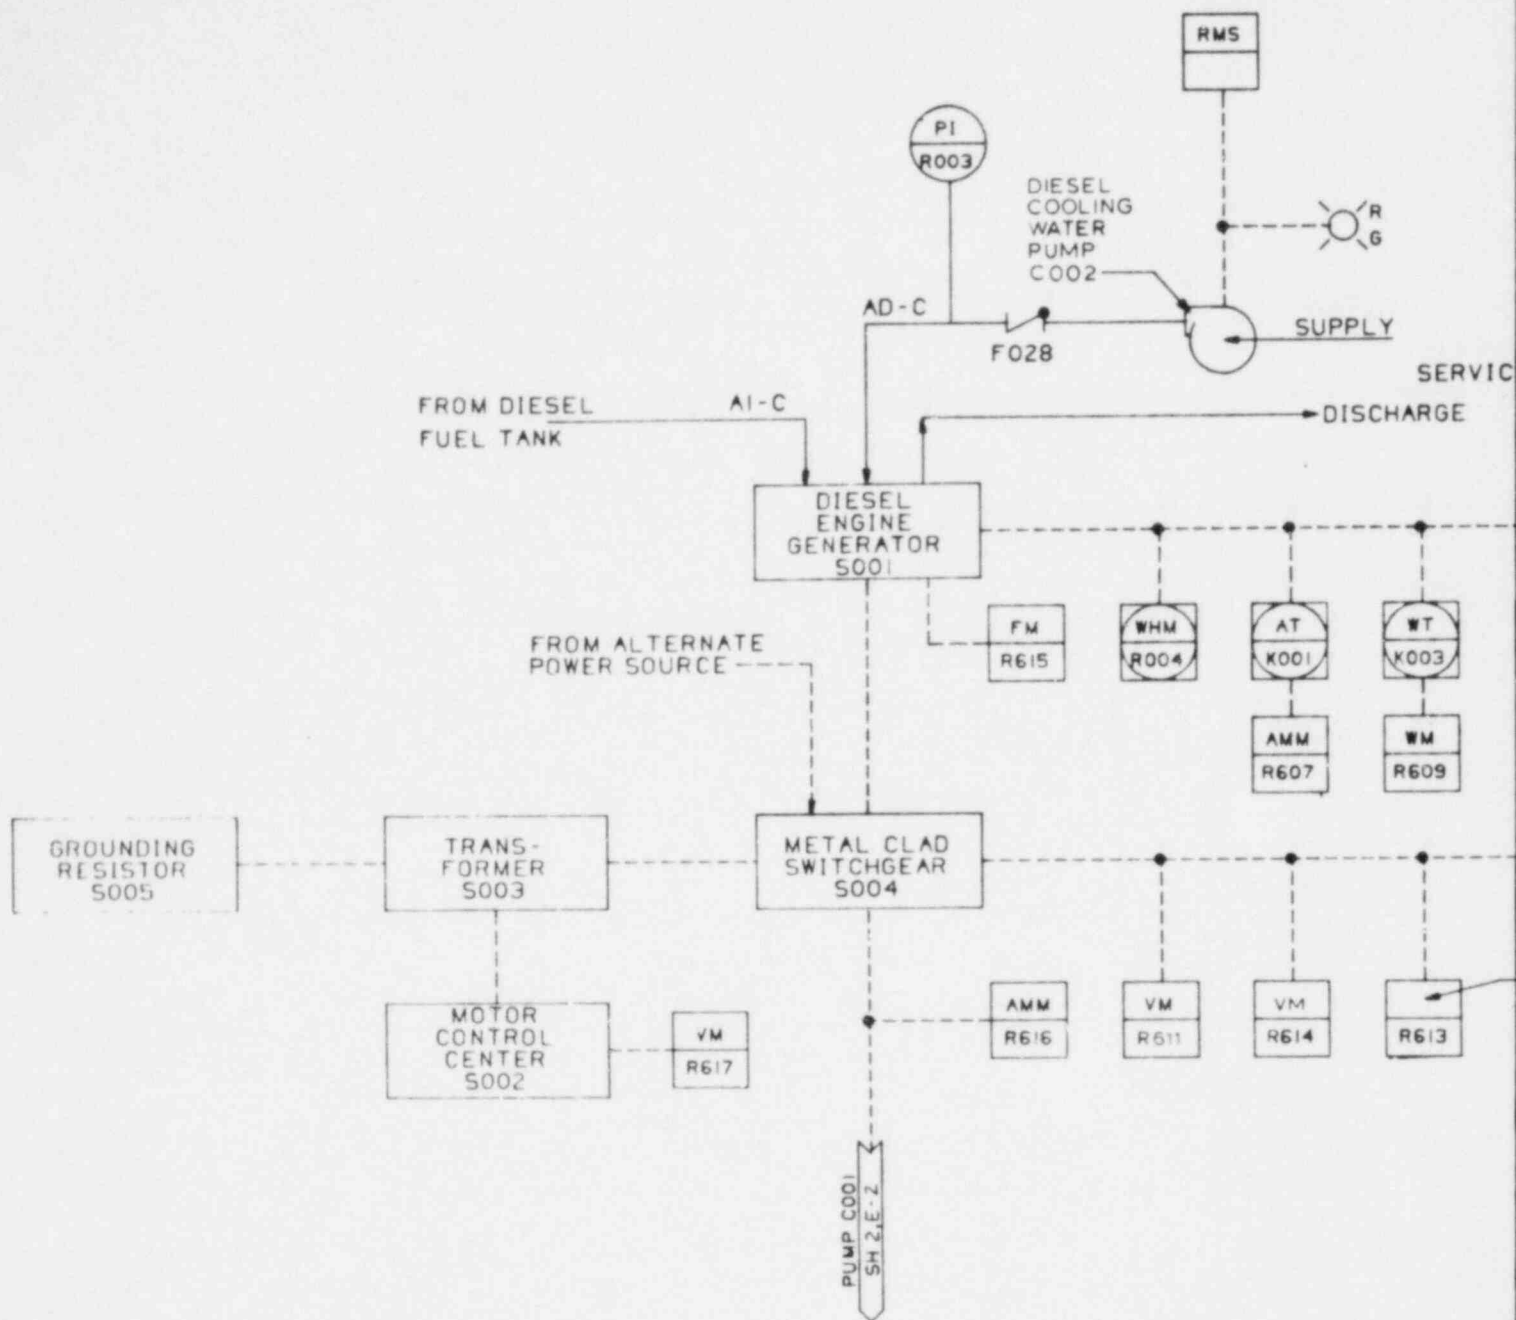 RMS
PI
R003
DIESEL
COOLING
WATER
PUMP
C002
R
G
AD-C
F028
SUPPLY
SERVIC
FROM DIESEL
FUEL TANK
A1-C
DISCHARGE
DIESEL
ENGINE
GENERATOR
S001
FROM ALTERNATE
POWER SOURCE
FM
R615
WHM
R004
AT
K001
WT
K003
AMM
R607
WM
R609
GROUNDING
RESISTOR
S005
TRANS-
FORMER
S003
METAL CLAD
SWITCHGEAR
S004
MOTOR
CONTROL
CENTER
S002
VM
R617
AMM
R616
VM
R611
VM
R614
R613
PUMP C001
SH 2,E-2